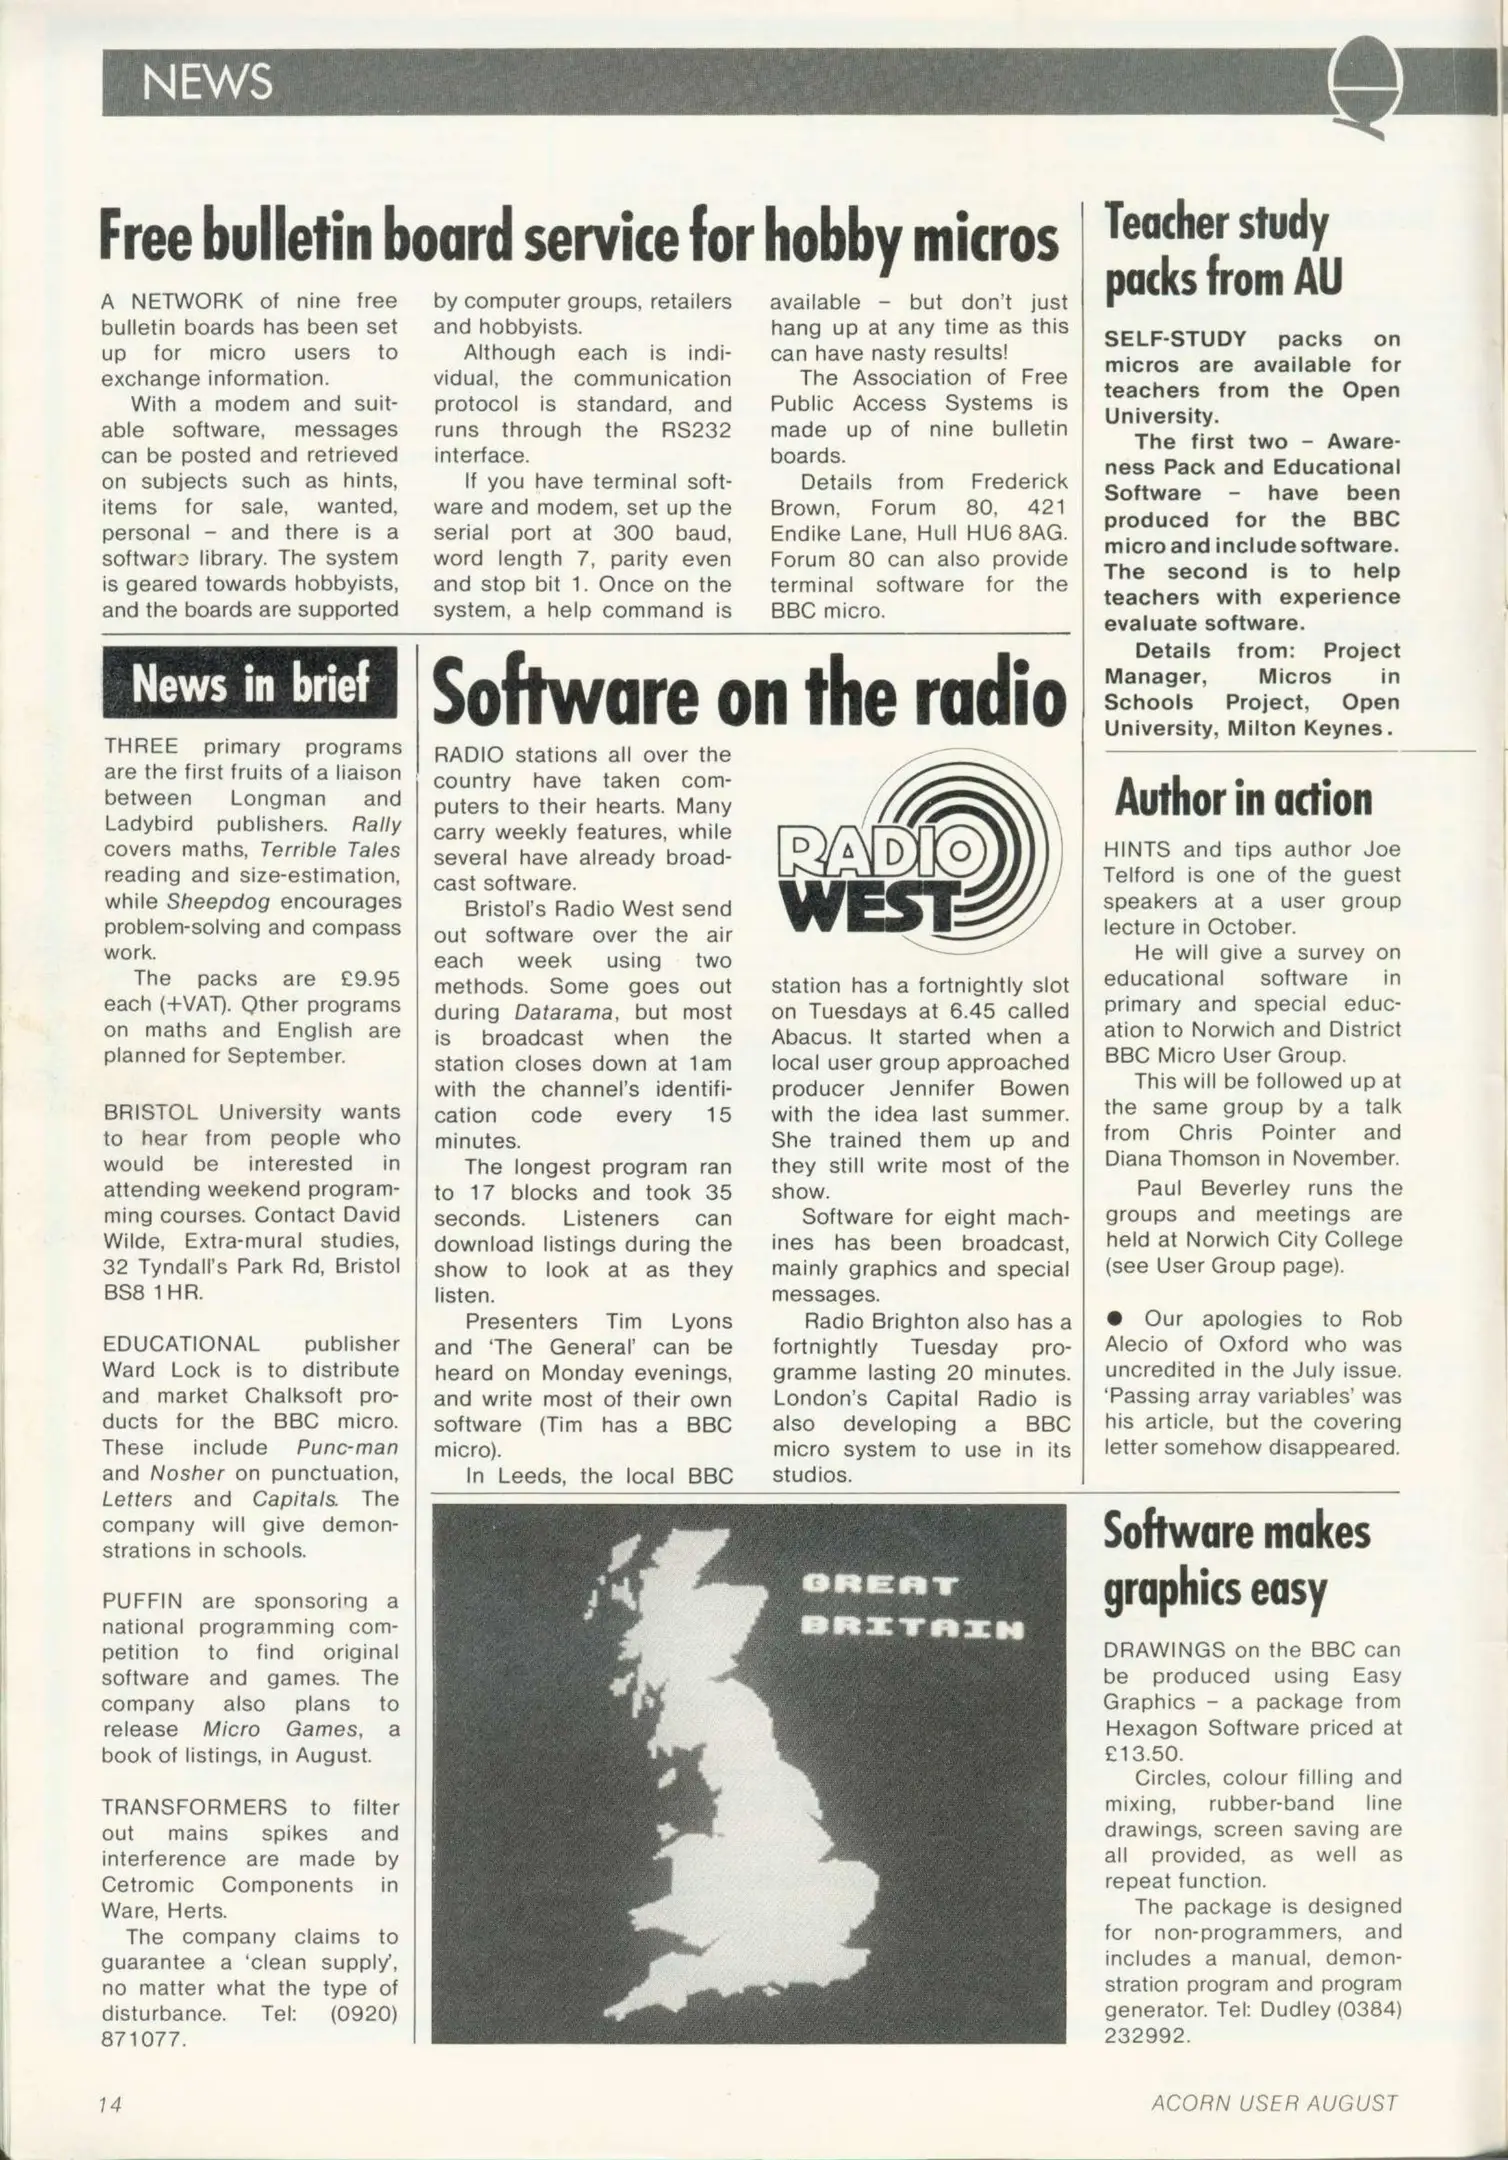 NEWS
Free bulletin board service for hobby micros
A NETWORK of nine free
bulletin boards has been set
up for micro users to
exchange information.
With a modem and suit-
able software, messages
can be posted and retrieved
on subjects such as hints,
items for sale, wanted,
personal – and there is a
software library. The system
is geared towards hobbyists,
and the boards are supported
by computer groups, retailers
and hobbyists.
Although each is indi-
vidual, the communication
protocol is standard, and
runs through the RS232
interface.
If you have terminal soft-
ware and modem, set up the
serial port at 300 baud,
word length 7, parity even
and stop bit 1. Once on the
system, a help command is
available – but don't just
hang up at any time as this
can have nasty results!
The Association of Free
Public Access Systems is
made up of nine bulletin
boards.
Details from Frederick
Brown, Forum 80, 421
Endike Lane, Hull HU6 8AG.
Forum 80 can also provide
terminal software for the
BBC micro.
Teacher study
packs from AU
SELF-STUDY packs on
micros are available for
teachers from the Open
University.
The first two – Aware-
ness Pack and Educational
Software – have been
produced for the BBC
micro and include software.
The second is to help
teachers with experience
evaluate software.
Details from: Project
Manager, Micros in
Schools Project, Open
University, Milton Keynes.
News in brief
THREE primary programs
are the first fruits of a liaison
between Longman and
Ladybird publishers. Rally
covers maths, Terrible Tales
reading and size-estimation,
while Sheepdog encourages
problem-solving and compass
work.
The packs are £9.95
each (+VAT). Other programs
on maths and English are
planned for September.
BRISTOL University wants
to hear from people who
would be interested in
attending weekend program-
ming courses. Contact David
Wilde, Extra-mural studies,
32 Tyndall's Park Rd, Bristol
BS8 1HR.
EDUCATIONAL publisher
Ward Lock is to distribute
and market Chalksoft pro-
ducts for the BBC micro.
These include Punc-man
and Nosher on punctuation,
Letters and Capitals. The
company will give demon-
strations in schools.
PUFFIN are sponsoring a
national programming com-
petition to find original
software and games. The
company also plans to
release Micro Games, a
book of listings, in August.
TRANSFORMERS to filter
out mains spikes and
interference are made by
Cetromic Components in
Ware, Herts.
The company claims to
guarantee a 'clean supply',
no matter what the type of
disturbance. Tel: (0920)
871077.
Software on the radio
RADIO stations all over the
country have taken com-
puters to their hearts. Many
carry weekly features, while
several have already broad-
cast software.
Bristol's Radio West send
out software over the air
each week using two
methods. Some goes out
during Datarama, but most
is broadcast when the
station closes down at 1am
with the channel's identifi-
cation code every 15
minutes.
The longest program ran
to 17 blocks and took 35
seconds. Listeners can
download listings during the
show to look at as they
listen.
Presenters Tim Lyons
and 'The General' can be
heard on Monday evenings,
and write most of their own
software (Tim has a BBC
micro).
In Leeds, the local BBC
RADIO
WEST
station has a fortnightly slot
on Tuesdays at 6.45 called
Abacus. It started when a
local user group approached
producer Jennifer Bowen
with the idea last summer.
She trained them up and
they still write most of the
show.
Software for eight mach-
ines has been broadcast,
mainly graphics and special
messages.
Radio Brighton also has a
fortnightly Tuesday pro-
gramme lasting 20 minutes.
London's Capital Radio is
also developing a BBC
micro system to use in its
studios.
GREAT
BRITAIN
Author in action
HINTS and tips author Joe
Telford is one of the guest
speakers at a user group
lecture in October.
He will give a survey on
educational software in
primary and special educ-
ation to Norwich and District
BBC Micro User Group.
This will be followed up at
the same group by a talk
from Chris Pointer and
Diana Thomson in November.
Paul Beverley runs the
groups and meetings are
held at Norwich City College
(see User Group page).
● Our apologies to Rob
Alecio of Oxford who was
uncredited in the July issue.
'Passing array variables' was
his article, but the covering
letter somehow disappeared.
Software makes
graphics easy
DRAWINGS on the BBC can
be produced using Easy
Graphics – a package from
Hexagon Software priced at
£13.50.
Circles, colour filling and
mixing, rubber-band line
drawings, screen saving are
all provided, as well as
repeat function.
The package is designed
for non-programmers, and
includes a manual, demon-
stration program and program
generator. Tel: Dudley (0384)
232992.
14
ACORN USER AUGUST